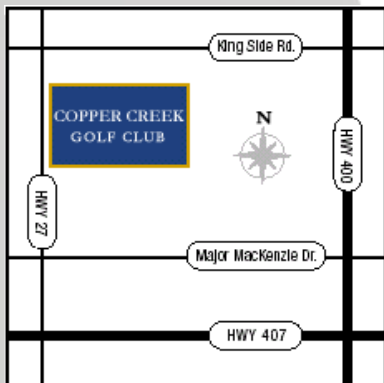 King Side Rd.
COPPER CREEK
GOLF CLUB
N
HWY 400
HWY 27
Major MacKenzie Dr.
HWY 407